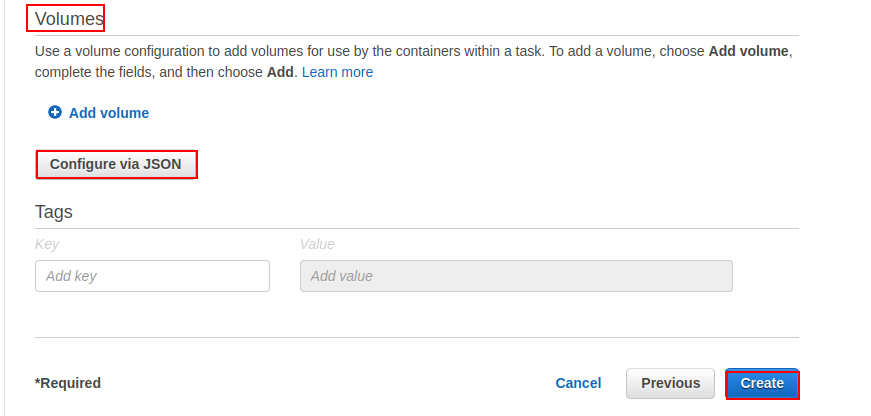 Volumes
Use a volume configuration to add volumes for use by the containers within a task. To add a volume, choose Add volume,
complete the fields, and then choose Add. Learn more
Add volume
Configure via JSON
Tags
Key Value
Add key Add value
*Required Cancel Previous Create